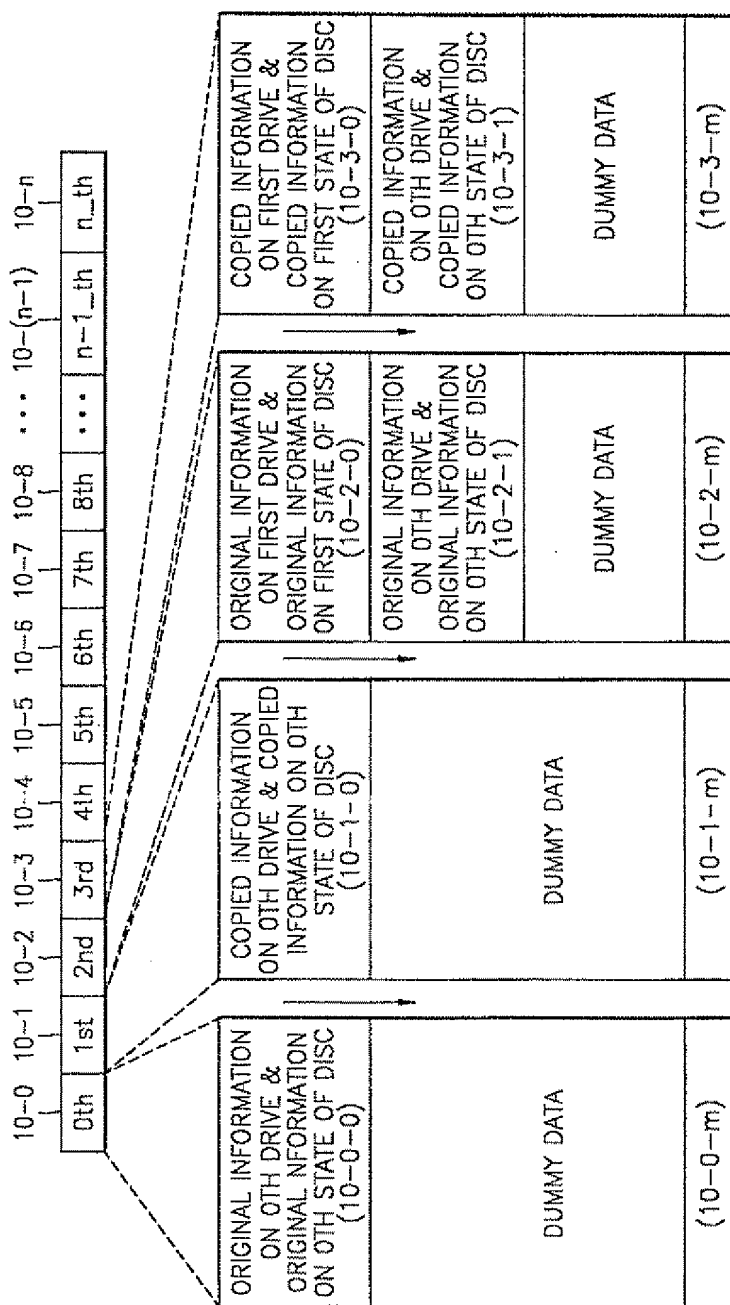 10-0 10-1 10-2 10-3 10-4 10-5 10-6 10-7 10-8 ••• 10-(n-1) 10-n
0th 1st 2nd 3rd 4th 5th 6th 7th 8th ••• n-1_th n_th
ORIGINAL INFORMATION
ON 0TH DRIVE &
ORIGINAL NFORMATION
ON 0TH STATE OF DISC
(10-0-0)
DUMMY DATA
(10-0-m)
COPIED INFORMATION
ON 0TH DRIVE & COPIED
INFORMATION ON 0TH
STATE OF DISC
(10-1-0)
DUMMY DATA
(10-1-m)
ORIGINAL INFORMATION
ON FIRST DRIVE &
ORIGINAL INFORMATION
ON FIRST STATE OF DISC
(10-2-0)
ORIGINAL INFORMATION
ON 0TH DRIVE &
ORIGINAL INFORMATION
ON 0TH STATE OF DISC
(10-2-1)
DUMMY DATA
(10-2-m)
COPIED INFORMATION
ON FIRST DRIVE &
COPIED INFORMATION
ON FIRST STATE OF DISC
(10-3-0)
COPIED INFORMATION
ON 0TH DRIVE &
COPIED INFORMATION
ON 0TH STATE OF DISC
(10-3-1)
DUMMY DATA
(10-3-m)